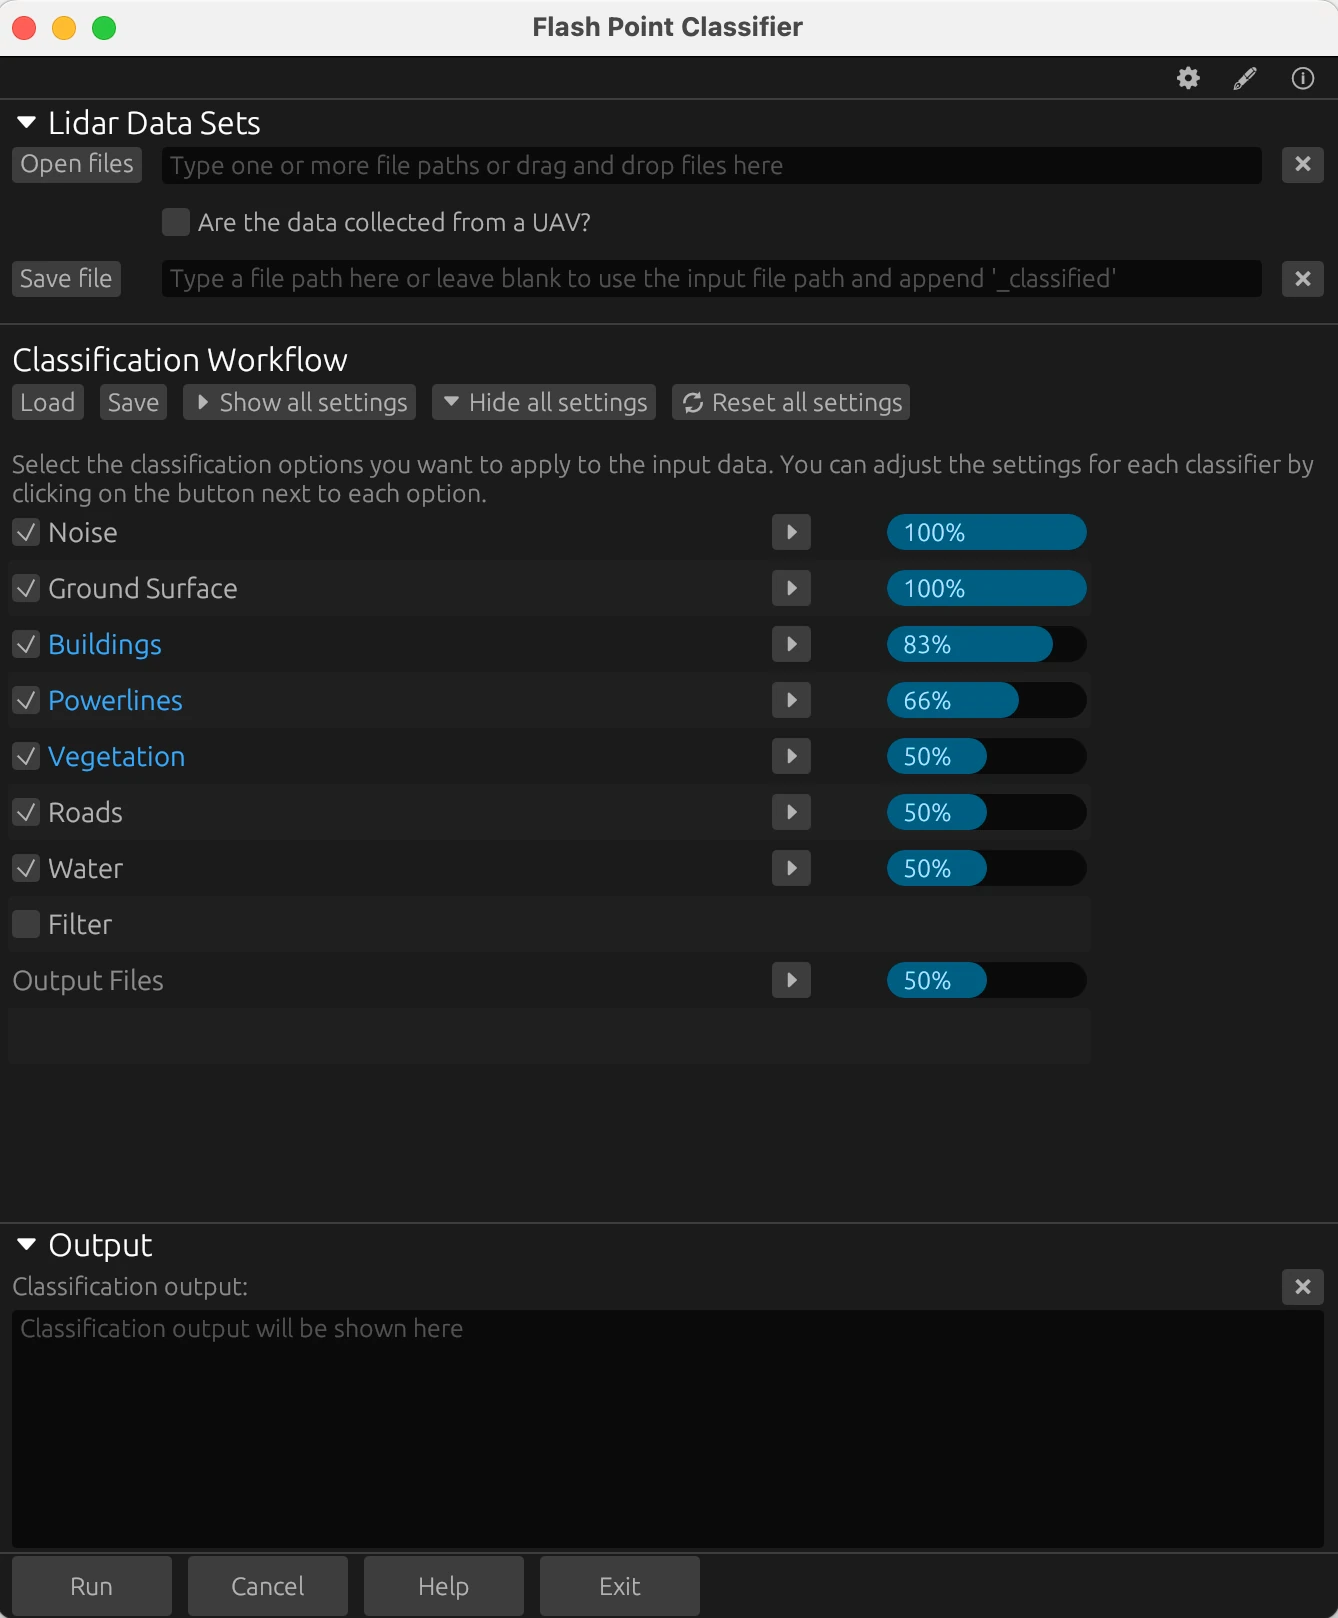 Flash Point Classifier
Lidar Data Sets
Open files
Type one or more file paths or drag and drop files here
Are the data collected from a UAV?
Save file
Type a file path here or leave blank to use the input file path and append '_classified'
Classification Workflow
Load
Save
Show all settings
Hide all settings
Reset all settings
Select the classification options you want to apply to the input data. You can adjust the settings for each classifier by
clicking on the button next to each option.
Noise
100%
Ground Surface
100%
Buildings
83%
Powerlines
66%
Vegetation
50%
Roads
50%
Water
50%
Filter
Output Files
50%
Output
Classification output:
Classification output will be shown here
Run
Cancel
Help
Exit